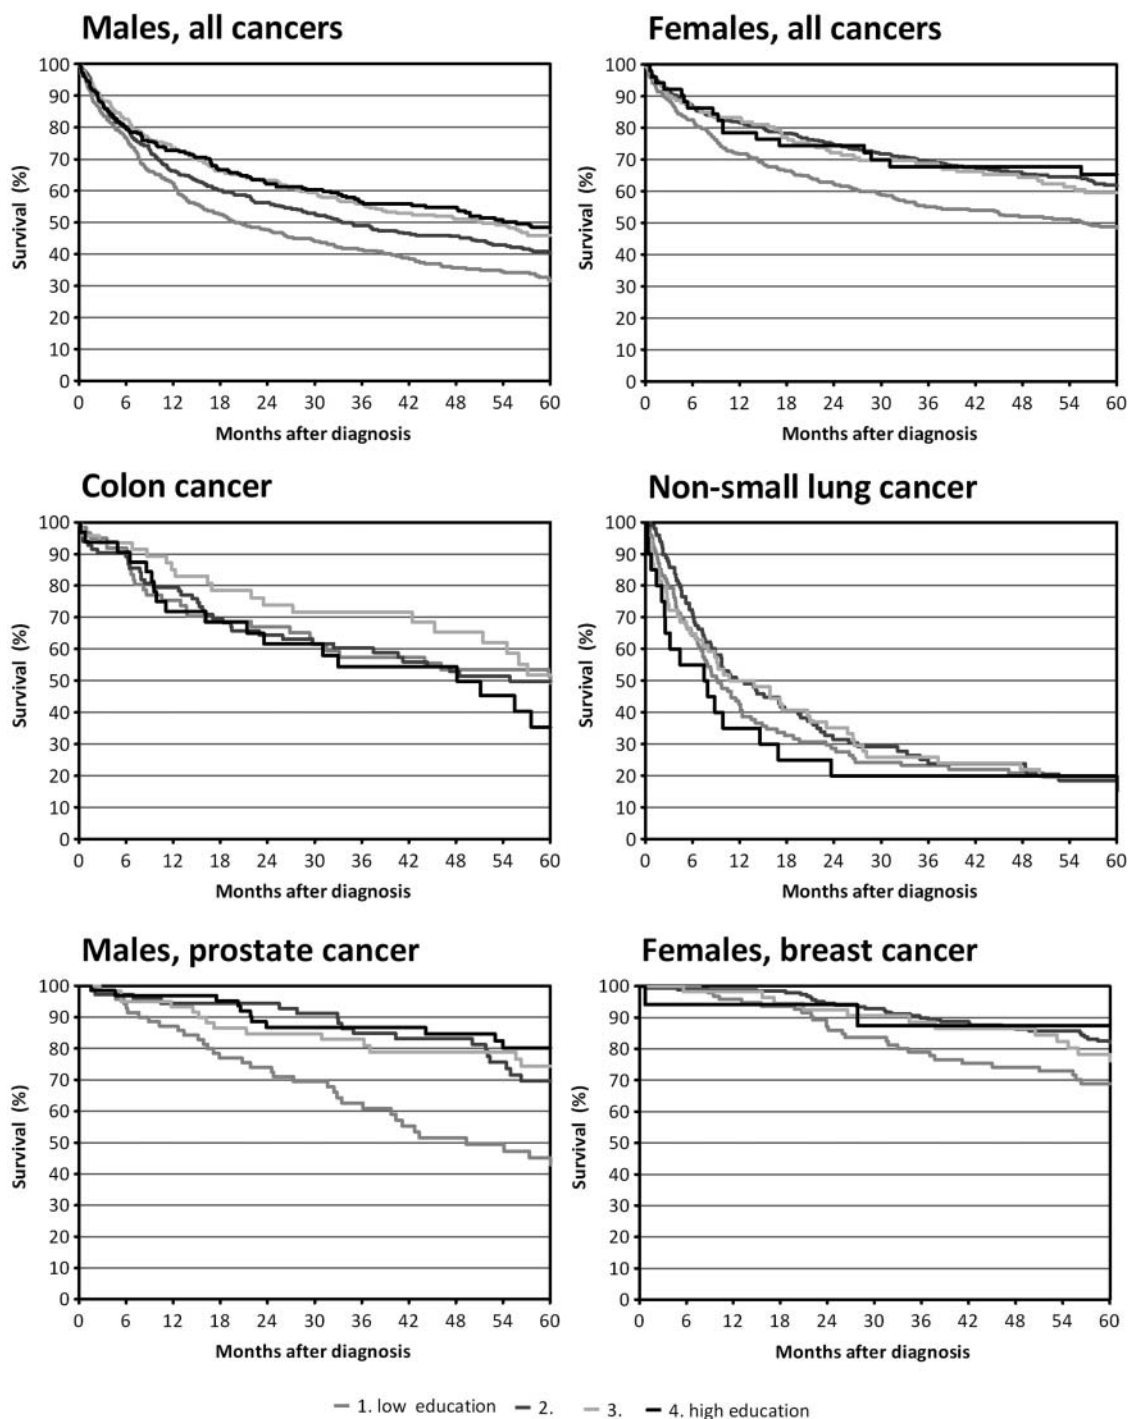 Males, all cancers
Females, all cancers
100
90
80
70
60
50
40
30
20
10
0
Survival (%)
0 6 12 18 24 30 36 42 48 54 60
Months after diagnosis
100
90
80
70
60
50
40
30
20
10
0
Survival (%)
0 6 12 18 24 30 36 42 48 54 60
Months after diagnosis
Colon cancer
Non-small lung cancer
100
90
80
70
60
50
40
30
20
10
0
Survival (%)
0 6 12 18 24 30 36 42 48 54 60
Months after diagnosis
100
90
80
70
60
50
40
30
20
10
0
Survival (%)
0 6 12 18 24 30 36 42 48 54 60
Months after diagnosis
Males, prostate cancer
Females, breast cancer
100
90
80
70
60
50
40
30
20
10
0
Survival (%)
0 6 12 18 24 30 36 42 48 54 60
Months after diagnosis
100
90
80
70
60
50
40
30
20
10
0
Survival (%)
0 6 12 18 24 30 36 42 48 54 60
Months after diagnosis
1. low education 2. 3. 4. high education